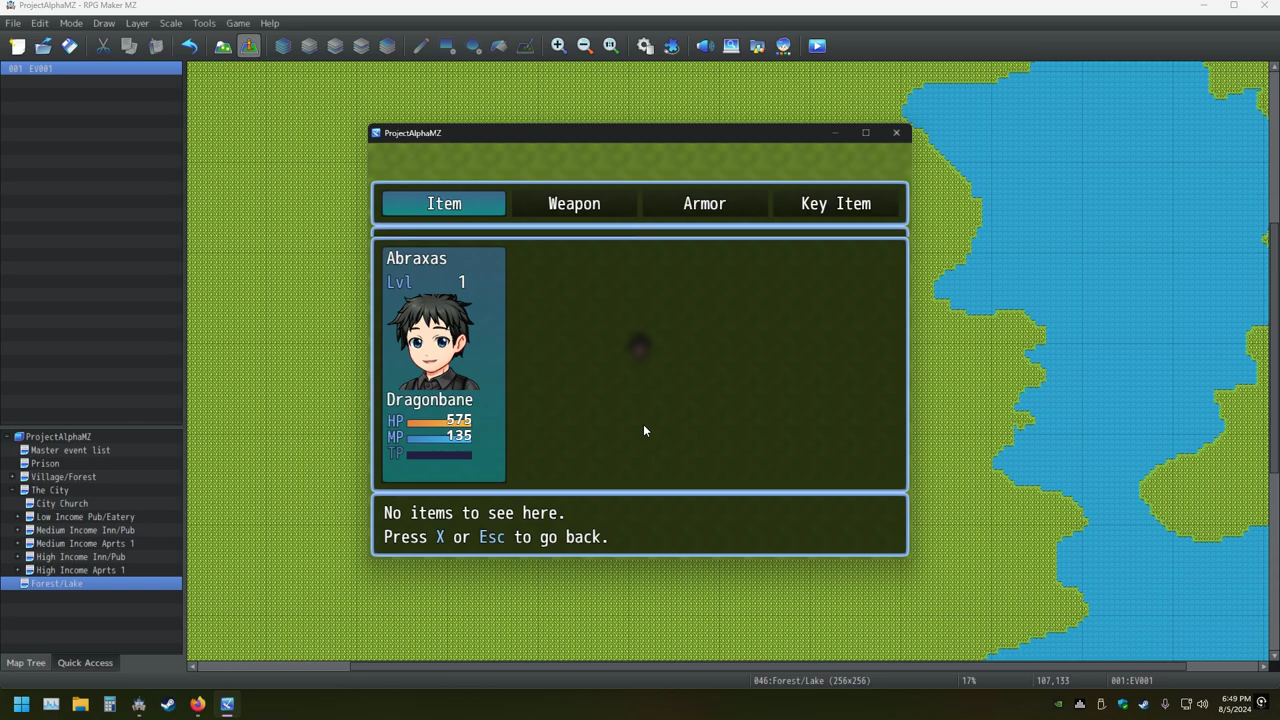 ProjectAlphaMZ - RPG Maker MZ
File Edit Mode Draw Layer Scale Tools Game Help
001 EV001
ProjectAlphaMZ
Item Weapon Armor Key Item
Abraxas
Lvl 1
Dragonbane
HP 575
MP 135
TP
No items to see here.
Press X or Esc to go back.
ProjectAlphaMZ
Master event list
Prison
Village/Forest
The City
City Church
Low Income Pub/Eatery
Medium Income Inn/Pub
Medium Income Aprts 1
High Income Inn/Pub
High Income Aprts 1
Forest/Lake
Map Tree Quick Access
046:Forest/Lake (256x256) 17% 107,133 001:EV001
6:49 PM
8/5/2024